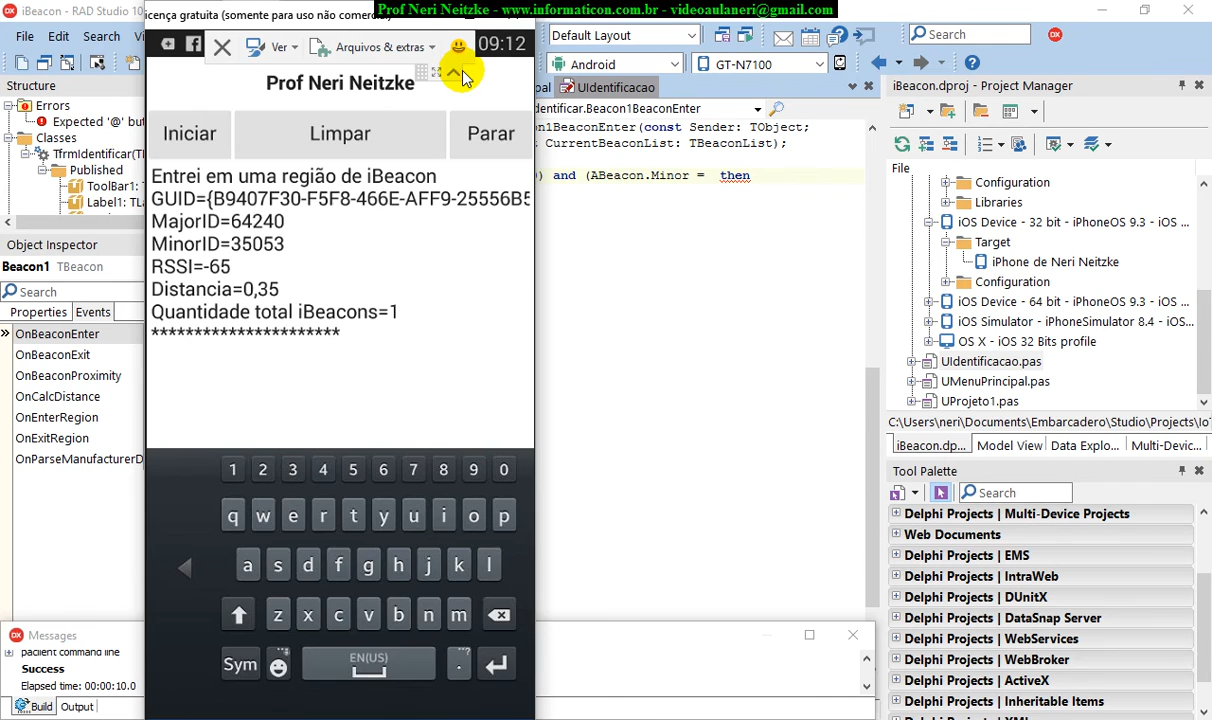 Prof Neri Neitzke - www.informaticon.com.br - videoaulaneri@gmail.com
iBeacon - RAD Studio 10
icença gratuita (somente para uso não comercial)
File Edit Search
Ver
Arquivos & extras
09:12
Default Layout
Search
Android
GT-N7100
Structure
Errors
Expected '@' bu
Classes
TfrmIdentificar(
Published
ToolBar1: T
Label1: TLa
Prof Neri Neitzke
Iniciar
Limpar
Parar
Entrei em uma região de iBeacon
GUID={B9407F30-F5F8-466E-AFF9-25556B5
MajorID=64240
MinorID=35053
RSSI=-65
Distancia=0,35
Quantidade total iBeacons=1
**********************
UIdentificacao
dentificar.Beacon1BeaconEnter
on1BeaconEnter(const Sender: TObject;
CurrentBeaconList: TBeaconList);
0) and (ABeacon.Minor =  then
Object Inspector
Beacon1 TBeacon
Search
Properties Events
OnBeaconEnter
OnBeaconExit
OnBeaconProximity
OnCalcDistance
OnEnterRegion
OnExitRegion
OnParseManufacturerD
1 2 3 4 5 6 7 8 9 0
q w e r t y u i o p
a s d f g h j k l
z x c v b n m
Sym
EN(US)
. ?
Messages
Success
Elapsed time: 00:00:10.0
Build Output
iBeacon.dproj - Project Manager
File
Configuration
Libraries
iOS Device - 32 bit - iPhoneOS 9.3 - iOS ...
Target
iPhone de Neri Neitzke
Configuration
iOS Device - 64 bit - iPhoneOS 9.3 - iOS ...
iOS Simulator - iPhoneSimulator 8.4 - iOS...
OS X - iOS 32 Bits profile
UIdentificacao.pas
UMenuPrincipal.pas
UProjeto1.pas
C:\Users\neri\Documents\Embarcadero\Studio\Projects\Io
iBeacon.dp... Model View Data Explo... Multi-Devic...
Tool Palette
Search
Delphi Projects | Multi-Device Projects
Web Documents
Delphi Projects | EMS
Delphi Projects | IntraWeb
Delphi Projects | DUnitX
Delphi Projects | DataSnap Server
Delphi Projects | WebServices
Delphi Projects | WebBroker
Delphi Projects | ActiveX
Delphi Projects | Inheritable Items